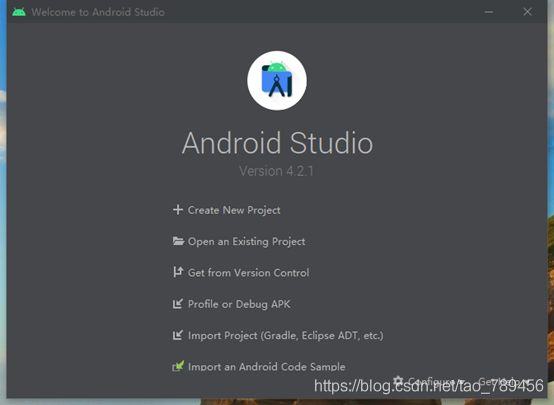 Welcome to Android Studio
Android Studio
Version 4.2.1
Create New Project
Open an Existing Project
Get from Version Control
Profile or Debug APK
Import Project (Gradle, Eclipse ADT, etc.)
Import an Android Code Sample
Configure Get Help
https://blog.csdn.net/tao_789456